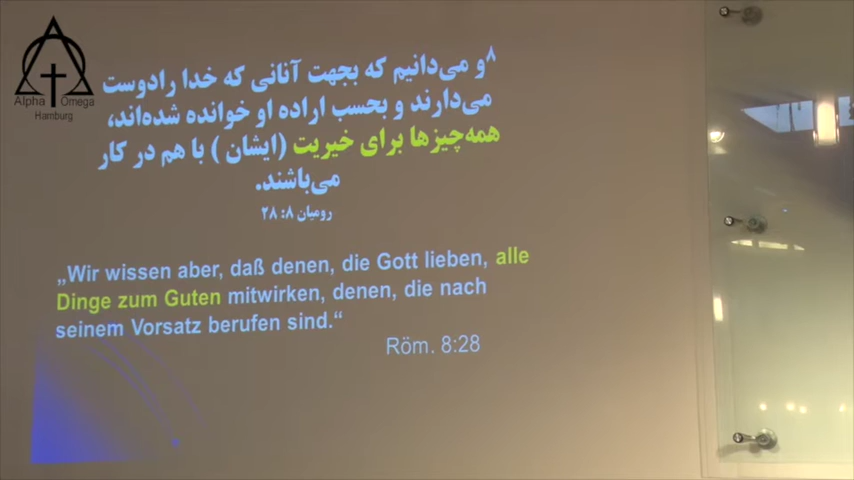 Alpha Omega
Hamburg
۸و می‌دانیم که بجهت آنانی که خدا رادوست
می‌دارند و بحسب اراده او خوانده شده‌اند،
همه‌چیزها برای خیریت (ایشان ) با هم در کار
می‌باشند.
رومیان ۸: ۲۸
„Wir wissen aber, daß denen, die Gott lieben, alle
Dinge zum Guten mitwirken, denen, die nach
seinem Vorsatz berufen sind.“
Röm. 8:28